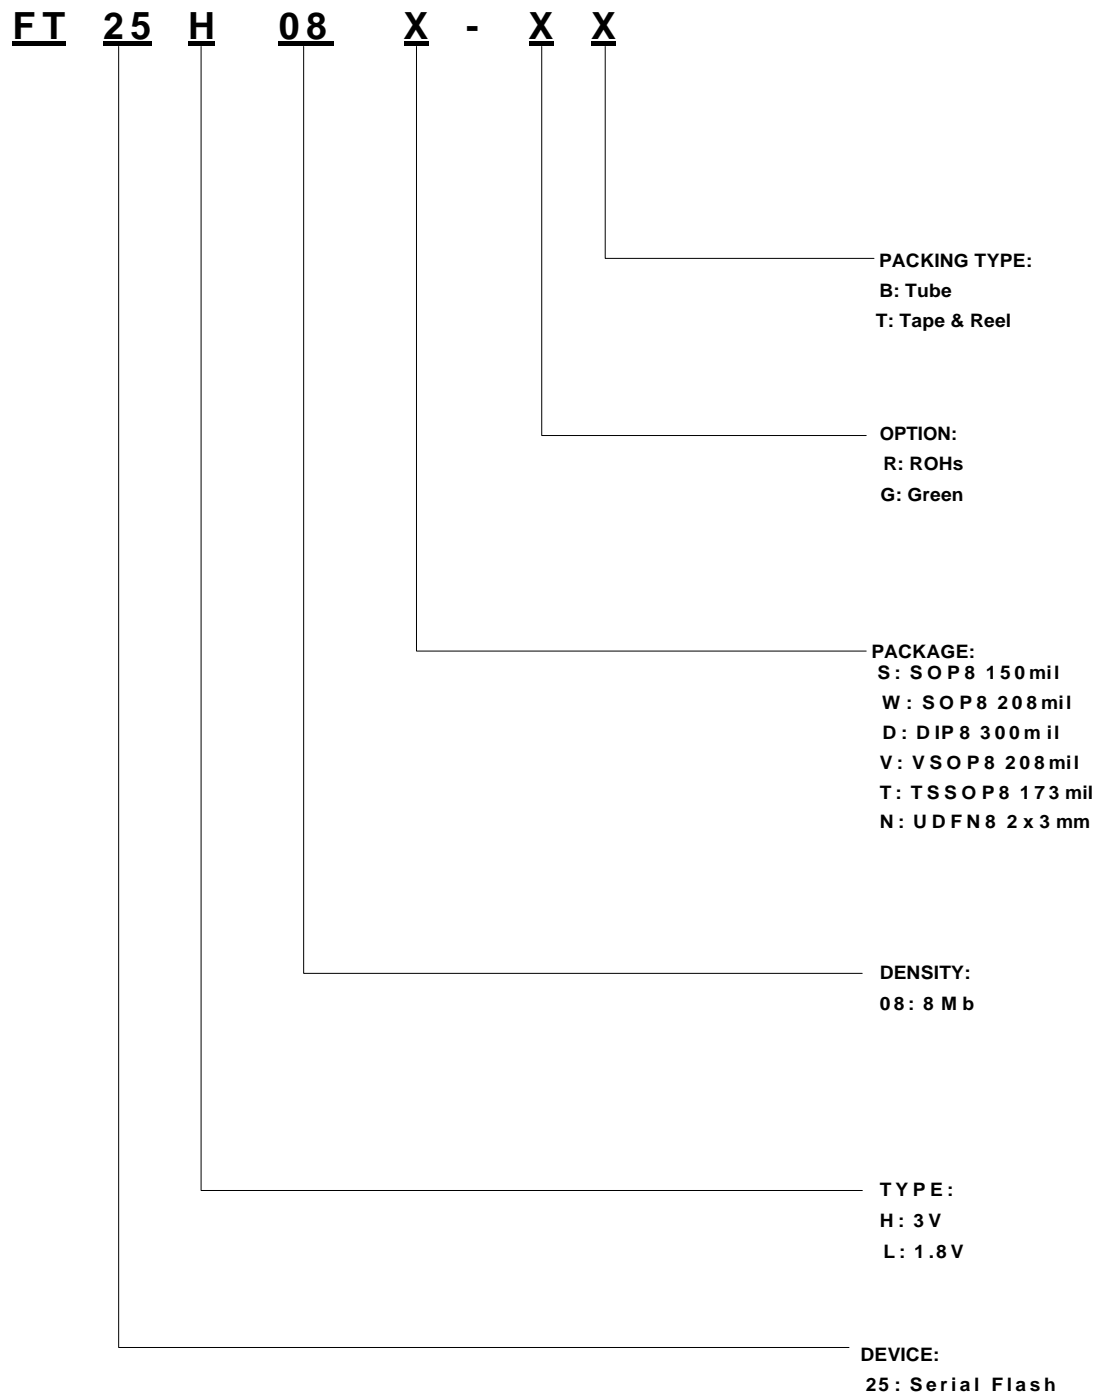 FT 25 H 08 X - X X
PACKING TYPE:
B: Tube
T: Tape & Reel
OPTION:
R: ROHs
G: Green
PACKAGE:
S: SOP8 150mil
W: SOP8 208mil
D: DIP8 300mil
V: VSOP8 208mil
T: TSSOP8 173mil
N: UDFN8 2x3mm
DENSITY:
08: 8Mb
TYPE:
H: 3V
L: 1.8V
DEVICE:
25: Serial Flash